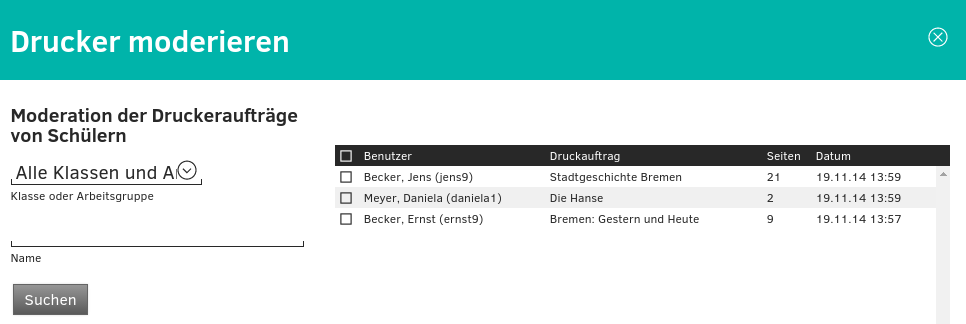 Drucker moderieren
Moderation der Druckeraufträge
von Schülern
Alle Klassen und
Klasse oder Arbeitsgruppe
Name
Suchen
Benutzer Druckauftrag Seiten Datum
Becker, Jens (jens9) Stadtgeschichte Bremen 21 19.11.14 13:59
Meyer, Daniela (daniela1) Die Hanse 2 19.11.14 13:59
Becker, Ernst (ernst9) Bremen: Gestern und Heute 9 19.11.14 13:57